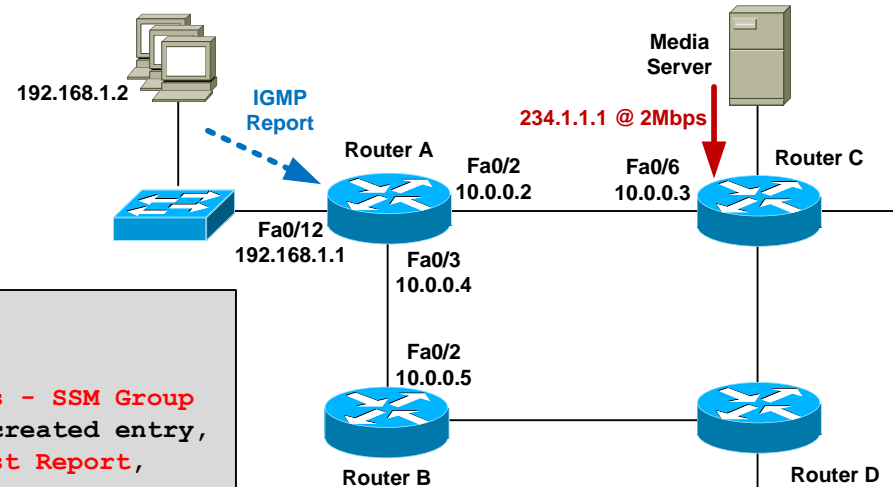 Media
Server
192.168.1.2
IGMP
Report
234.1.1.1 @ 2Mbps
Router A
Router C
Fa0/2
10.0.0.2
Fa0/6
10.0.0.3
Fa0/12
192.168.1.1
Fa0/3
10.0.0.4
Fa0/2
10.0.0.5
s - SSM Group
created entry,
st Report,
Router B
Router D